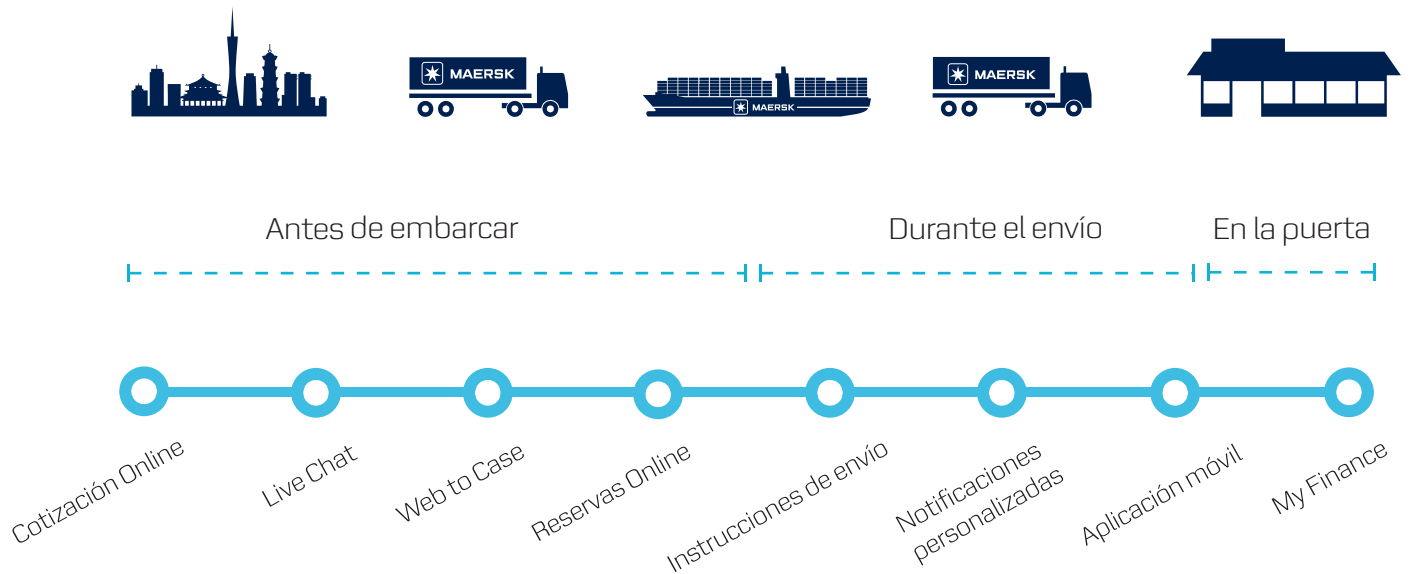 MAERSK
MAERSK
MAERSK
Antes de embarcar
Durante el envío
En la puerta
Cotización Online
Live Chat
Web to Case
Reservas Online
Instrucciones de envío
Notificaciones
personalizadas
Aplicación móvil
My Finance